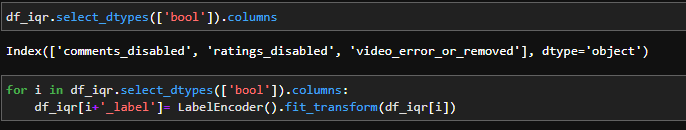 df_iqr.select_dtypes(['bool']).columns
Index(['comments_disabled', 'ratings_disabled', 'video_error_or_removed'], dtype='object')
for i in df_iqr.select_dtypes(['bool']).columns:
    df_iqr[i+'_label']= LabelEncoder().fit_transform(df_iqr[i])